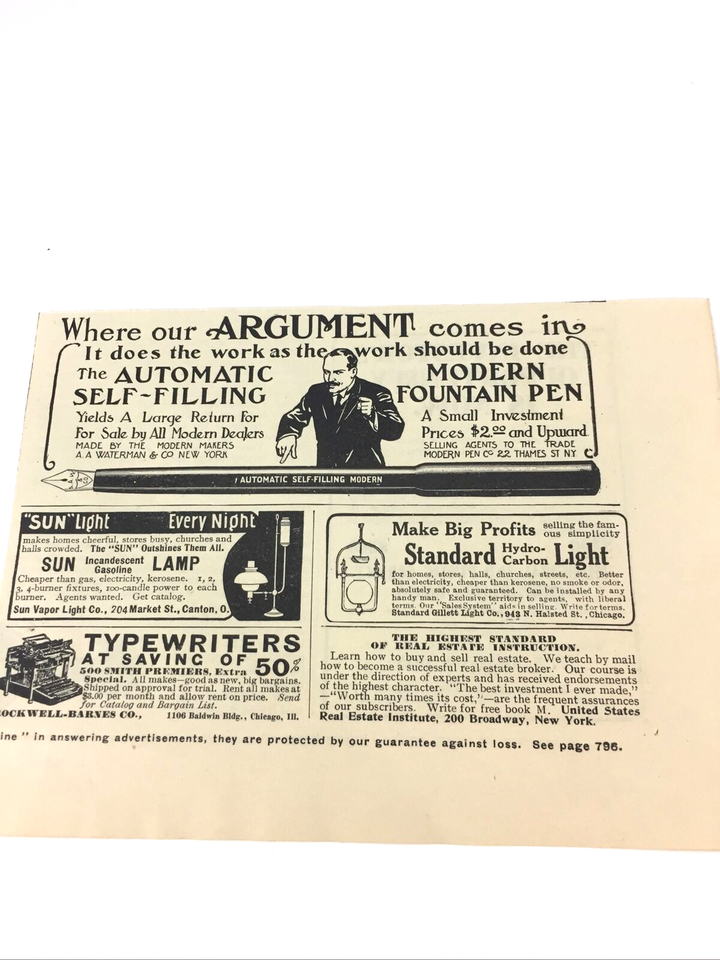 Where our ARGUMENT comes in
It does the work as the work should be done
The AUTOMATIC
SELF-FILLING
Yields A Large Return For
For Sale by All Modern Dealers
MADE BY THE MODERN MAKERS
A.A WATERMAN & CO NEW YORK
MODERN
FOUNTAIN PEN
A Small Investment
Prices $2.00 and Upward
SELLING AGENTS TO THE TRADE
MODERN PEN CO 22 THAMES ST NY
AUTOMATIC SELF-FILLING MODERN
"SUN" Light Every Night
makes homes cheerful, stores busy, churches and
halls crowded. The "SUN" Outshines Them All.
SUN Incandescent Gasoline LAMP
Cheaper than gas, electricity, kerosene. 1, 2,
3, 4-burner fixtures, 100-candle power to each
burner. Agents wanted. Get catalog.
Sun Vapor Light Co., 204 Market St., Canton, O.
Make Big Profits selling the fam-
ous simplicity
Standard Hydro-Carbon Light
for homes, stores, halls, churches, streets, etc. Better
than electricity, cheaper than kerosene, no smoke or odor,
absolutely safe and guaranteed. Can be installed by any
handy man. Exclusive territory to agents, with liberal
terms. Our "Sales System" aids in selling. Write for terms.
Standard Gillett Light Co., 943 N. Halsted St., Chicago.
TYPEWRITERS
AT SAVING OF 50%
500 SMITH PREMIERS, Extra
Special. All makes—good as new, big bargains.
Shipped on approval for trial. Rent all makes at
$3.00 per month and allow rent on price. Send
for Catalog and Bargain List.
OCKWELL-BARNES CO., 1106 Baldwin Bldg., Chicago, Ill.
THE HIGHEST STANDARD
OF REAL ESTATE INSTRUCTION.
Learn how to buy and sell real estate. We teach by mail
how to become a successful real estate broker. Our course is
under the direction of experts and has received endorsements
of the highest character. "The best investment I ever made,"
—"Worth many times its cost,"—are the frequent assurances
of our subscribers. Write for free book M. United States
Real Estate Institute, 200 Broadway, New York.
ine" in answering advertisements, they are protected by our guarantee against loss. See page 796.